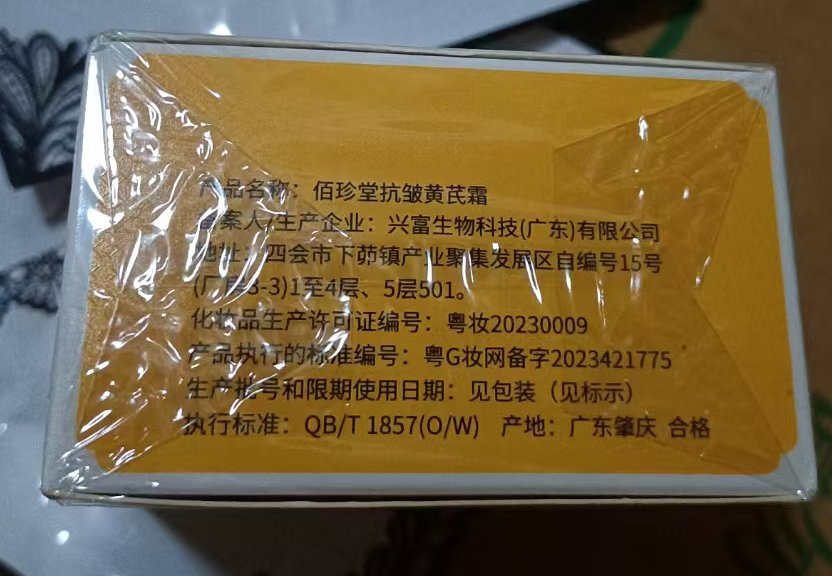 产品名称：佰珍堂抗皱黄芪霜
备案人/生产企业：兴富生物科技(广东)有限公司
地址：四会市下茆镇产业聚集发展区自编号15号
(厂房3-3)1至4层、5层501。
化妆品生产许可证编号：粤妆20230009
产品执行的标准编号：粤G妆网备字2023421775
生产批号和限期使用日期：见包装（见标示）
执行标准：QB/T 1857(O/W) 产地：广东肇庆 合格